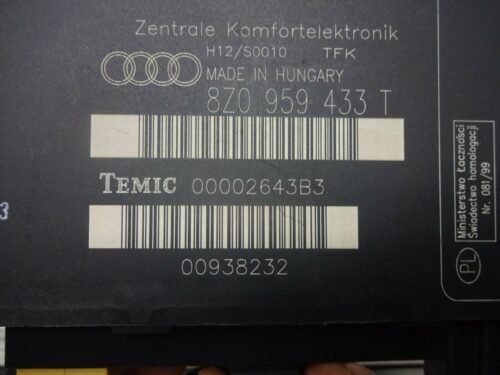 Zentrale Komfortelektronik
H12/S0010 TFK
MADE IN HUNGARY
8Z0 959 433 T
TEMIC 00002643B3
00938232
3
Ministerstwo Łączności
Świadectwo homologacji
Nr. 081/99
PL